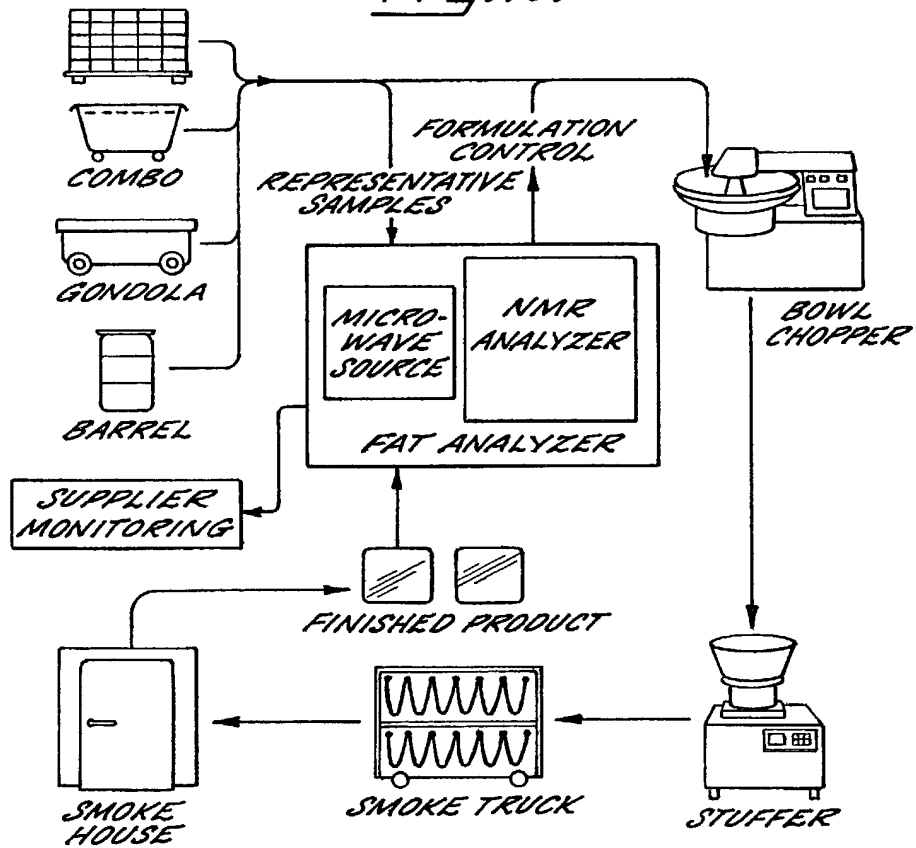 FORMULATION
CONTROL
COMBO
REPRESENTATIVE
SAMPLES
GONDOLA
MICRO-
WAVE
SOURCE
NMR
ANALYZER
BOWL
CHOPPER
BARREL
FAT ANALYZER
SUPPLIER
MONITORING
FINISHED PRODUCT
SMOKE
HOUSE
SMOKE TRUCK
STUFFER